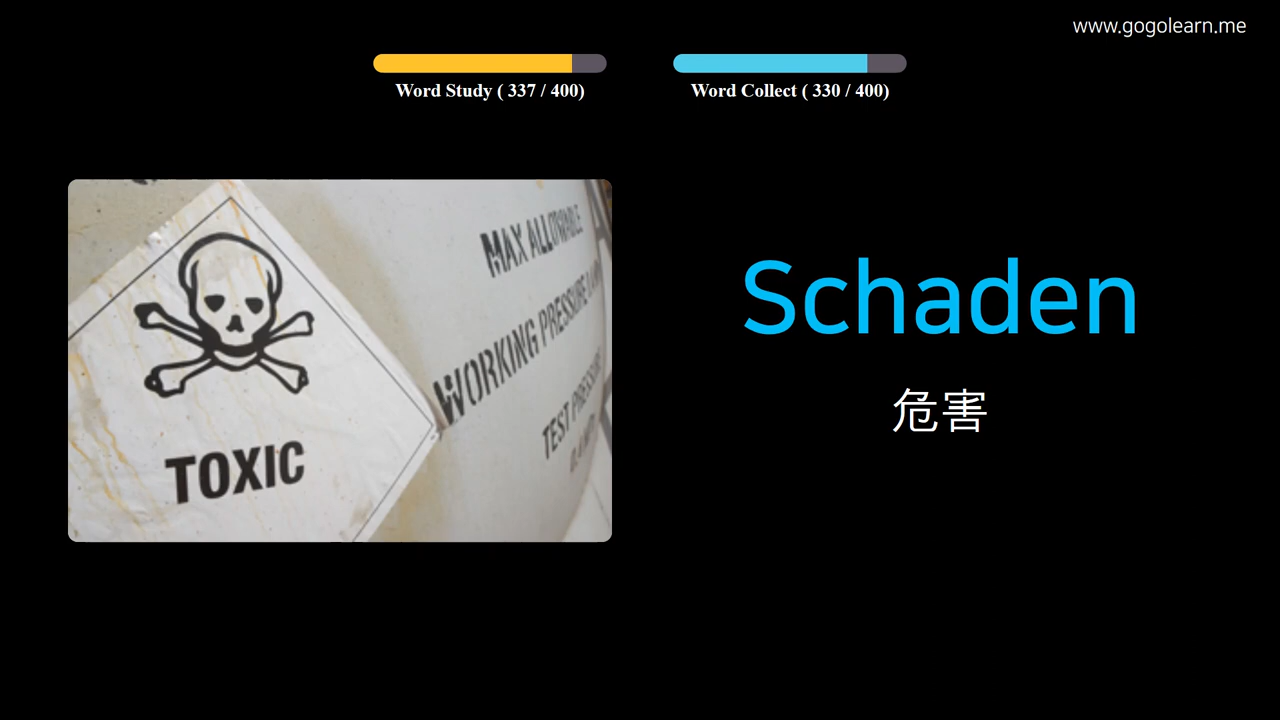 www.gogolearn.me
Word Study ( 337 / 400)
Word Collect ( 330 / 400)
MAX ALLOWABLE
WORKING PRESSURE
TEST PRESSURE
TOXIC
Schaden
危害